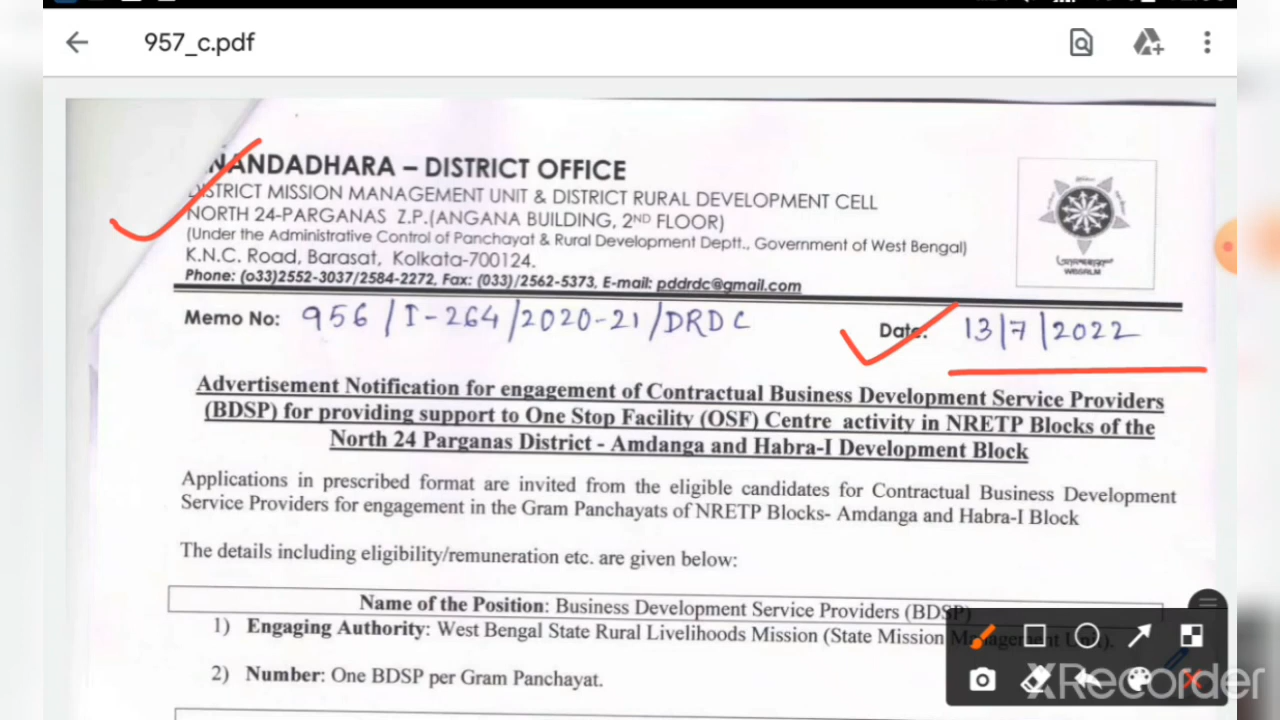 957_c.pdf
NANDADHARA – DISTRICT OFFICE
DISTRICT MISSION MANAGEMENT UNIT & DISTRICT RURAL DEVELOPMENT CELL
NORTH 24-PARGANAS Z.P.(ANGANA BUILDING, 2ND FLOOR)
(Under the Administrative Control of Panchayat & Rural Development Deptt., Government of West Bengal)
K.N.C. Road, Barasat, Kolkata-700124.
Phone: (o33)2552-3037/2584-2272, Fax: (033)/2562-5373, E-mail: pddrdc@gmail.com
WBSRLM
Memo No: 956/I-264/2020-21/DRDC Date: 13/7/2022
Advertisement Notification for engagement of Contractual Business Development Service Providers
(BDSP) for providing support to One Stop Facility (OSF) Centre activity in NRETP Blocks of the
North 24 Parganas District - Amdanga and Habra-I Development Block
Applications in prescribed format are invited from the eligible candidates for Contractual Business Development
Service Providers for engagement in the Gram Panchayats of NRETP Blocks- Amdanga and Habra-I Block
The details including eligibility/remuneration etc. are given below:
Name of the Position: Business Development Service Providers (BDSP)
1) Engaging Authority: West Bengal State Rural Livelihoods Mission (State Mission Management Unit).
2) Number: One BDSP per Gram Panchayat.
XRecorder